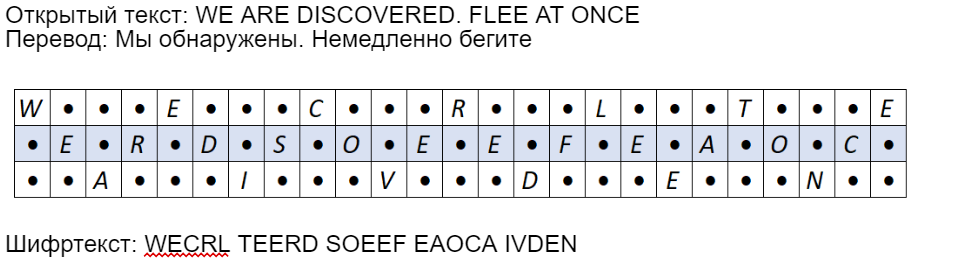 Открытый текст: WE ARE DISCOVERED. FLEE AT ONCE
Перевод: Мы обнаружены. Немедленно бегите
W • • • E • • • C • • • R • • • L • • • T • • • E
• E • R • D • S • O • E • E • F • E • A • O • C •
• • A • • • I • • • V • • • D • • • E • • • N • •
Шифртекст: WECRL TEERD SOEEF EAOCA IVDEN